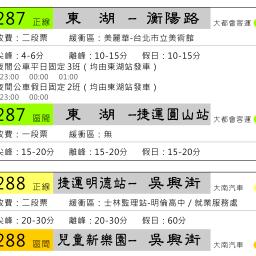 287 正線 東 湖 – 衡陽路 大都會客運
收費：二段票 緩衝區：美麗華-台北市立美術館
尖峰：4-6分 離峰：10-15分 假日：10-15分
夜間公車平日固定3班 ( 均由東湖站發車 )
23:00 00:00 01:00
夜間公車假日固定2班 ( 均由東湖站發車 )
23:00 00:00
287 區間 東 湖 –捷運圓山站 大都會客運
收費：一段票 緩衝區：無
尖峰：15-20分 離峰：15-20分 假日：15-20分
288 正線 捷運明德站– 吳興街 大南汽車
收費：二段票 緩衝區：士林監理站-明倫高中 / 就業服務處
尖峰：20-30分 離峰：20-30分 假日：60分
288 區間 兒童新樂園– 吳興街 大南汽車